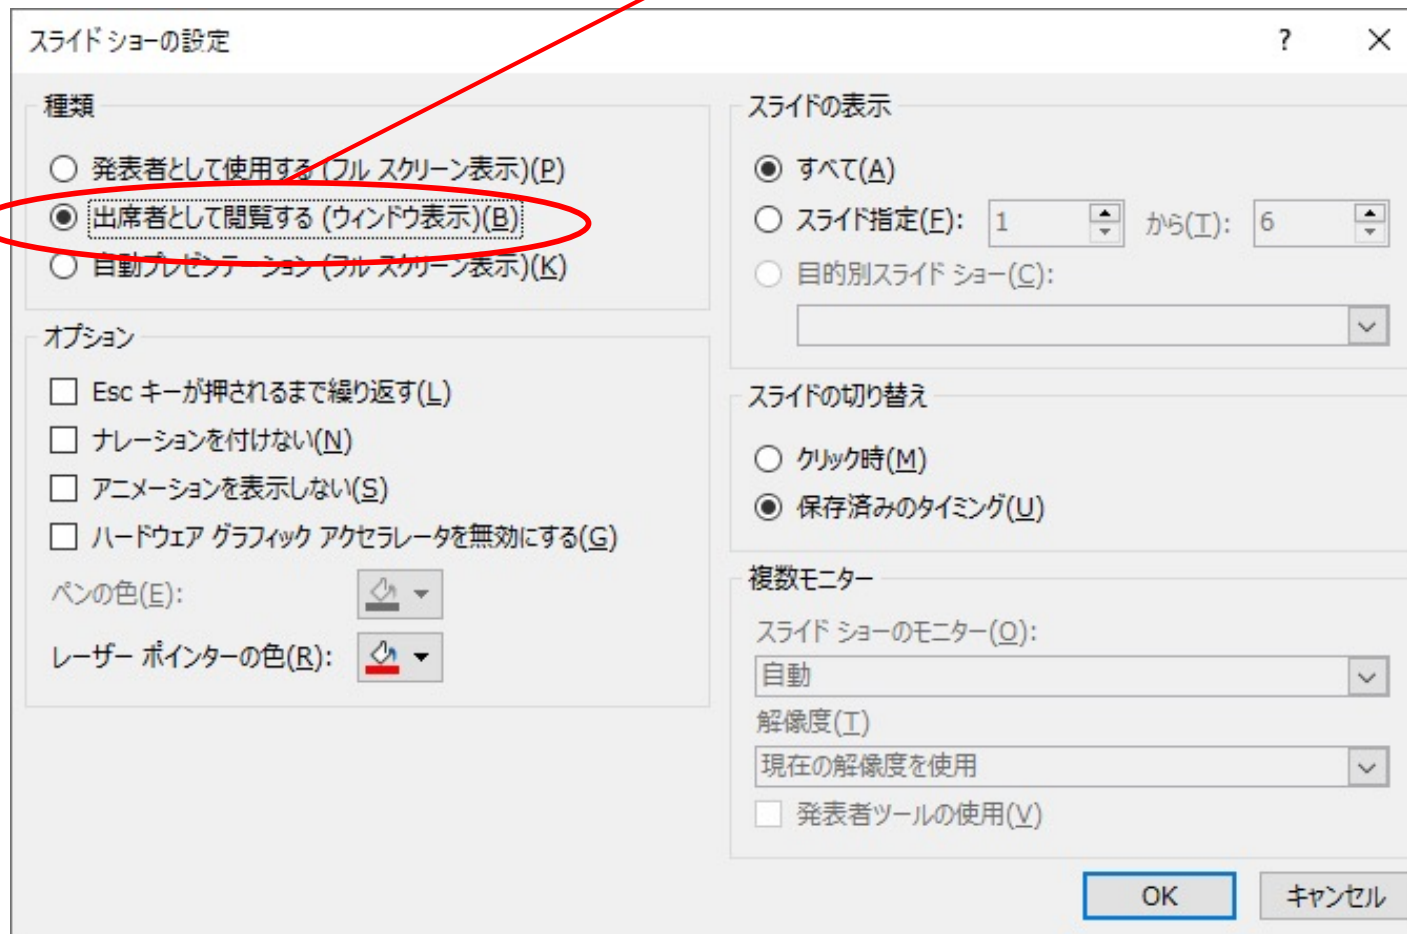 スライド ショーの設定
?
種類
発表者として使用する (フル スクリーン表示)(P)
出席者として閲覧する (ウィンドウ表示)(B)
自動プレゼンテーション (フル スクリーン表示)(K)
オプション
Esc キーが押されるまで繰り返す(L)
ナレーションを付けない(N)
アニメーションを表示しない(S)
ハードウェア グラフィック アクセラレータを無効にする(G)
ペンの色(E):
レーザー ポインターの色(R):
スライドの表示
すべて(A)
スライド指定(F): 1 から(T): 6
目的別スライド ショー(C):
スライドの切り替え
クリック時(M)
保存済みのタイミング(U)
複数モニター
スライド ショーのモニター(O):
自動
解像度(T)
現在の解像度を使用
発表者ツールの使用(V)
OK キャンセル